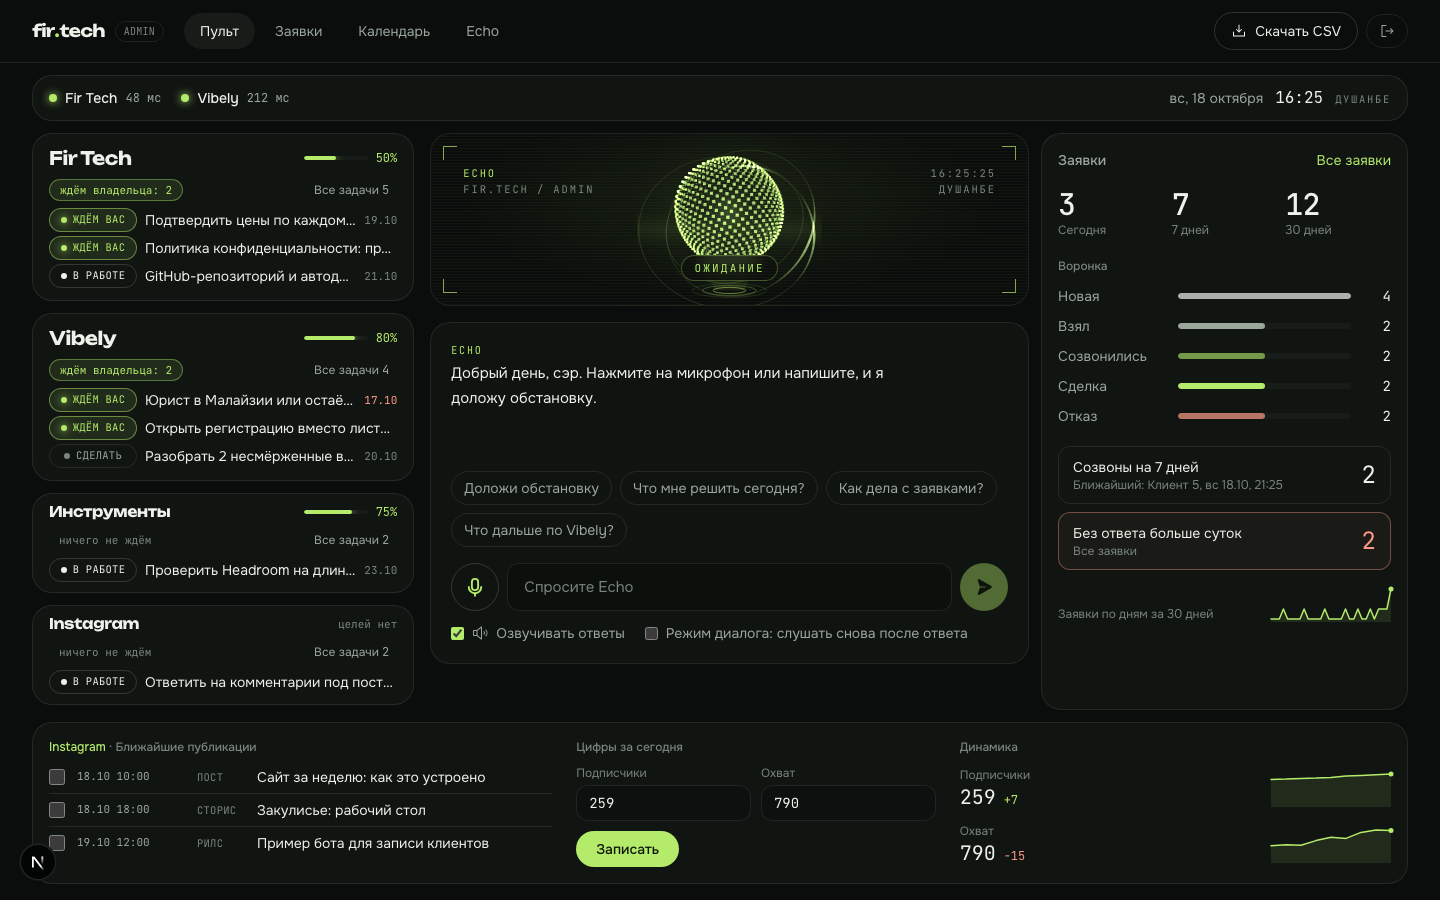 fir.tech ADMIN Пульт Заявки Календарь Echo Скачать CSV
Fir Tech 48 мс Vibely 212 мс вс, 18 октября 16:25 ДУШАНБЕ
Fir Tech 50%
ждём владельца: 2 Все задачи 5
ЖДЁМ ВАС Подтвердить цены по каждом... 19.10
ЖДЁМ ВАС Политика конфиденциальности: пр...
В РАБОТЕ GitHub-репозиторий и автод... 21.10
Vibely 80%
ждём владельца: 2 Все задачи 4
ЖДЁМ ВАС Юрист в Малайзии или остаё... 17.10
ЖДЁМ ВАС Открыть регистрацию вместо лист...
СДЕЛАТЬ Разобрать 2 несмёрженные в... 20.10
Инструменты 75%
ничего не ждём Все задачи 2
В РАБОТЕ Проверить Headroom на длин... 23.10
Instagram целей нет
ничего не ждём Все задачи 2
В РАБОТЕ Ответить на комментарии под пост...
ECHO 16:25:25
FIR.TECH / ADMIN ДУШАНБЕ
ОЖИДАНИЕ
ECHO
Добрый день, сэр. Нажмите на микрофон или напишите, и я
доложу обстановку.
Доложи обстановку Что мне решить сегодня? Как дела с заявками?
Что дальше по Vibely?
Спросите Echo
Озвучивать ответы Режим диалога: слушать снова после ответа
Заявки Все заявки
3 7 12
Сегодня 7 дней 30 дней
Воронка
Новая 4
Взял 2
Созвонились 2
Сделка 2
Отказ 2
Созвоны на 7 дней 2
Ближайший: Клиент 5, вс 18.10, 21:25
Без ответа больше суток 2
Все заявки
Заявки по дням за 30 дней
Instagram · Ближайшие публикации
18.10 10:00 ПОСТ Сайт за неделю: как это устроено
18.10 18:00 СТОРИС Закулисье: рабочий стол
19.10 12:00 РИЛС Пример бота для записи клиентов
N
Цифры за сегодня
Подписчики Охват
259 790
Записать
Динамика
Подписчики
259 +7
Охват
790 -15